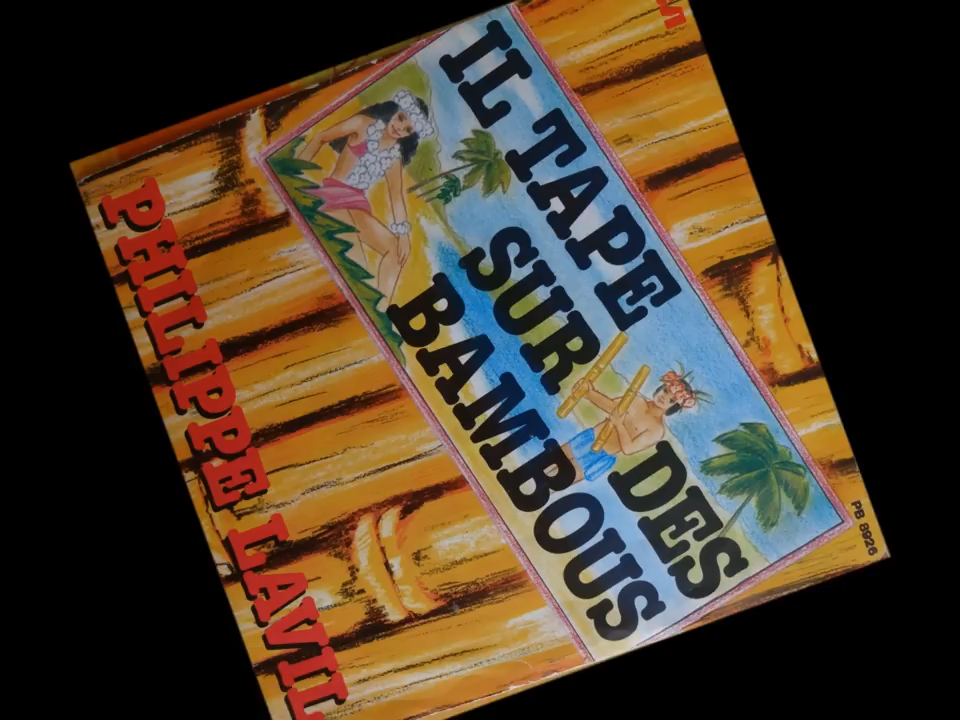 IL TAPE
SUR DES
BAMBOUS
PHILIPPE LAVIL
PB 8926